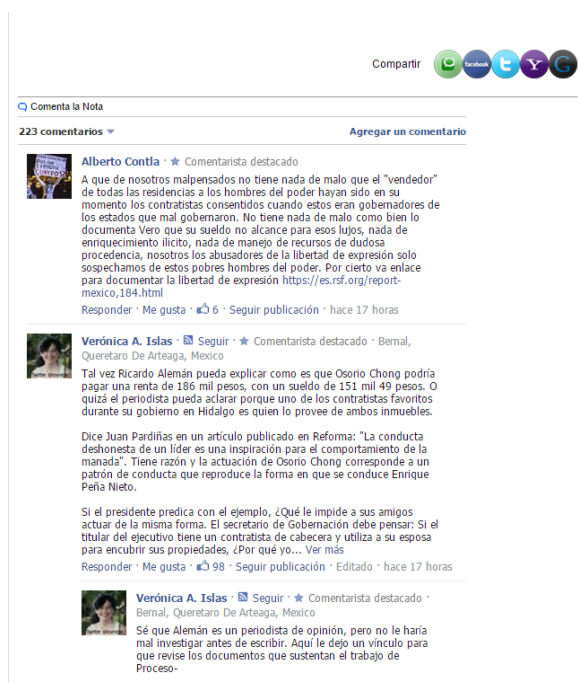 Compartir
facebook
Comenta la Nota
223 comentarios
Agregar un comentario
Alberto Contla · Comentarista destacado
A que de nosotros malpensados no tiene nada de malo que el "vendedor"
de todas las residencias a los hombres del poder hayan sido en su
momento los contratistas consentidos cuando estos eran gobernadores de
los estados que mal gobernaron. No tiene nada de malo como bien lo
documenta Vero que su sueldo no alcance para esos lujos, nada de
enriquecimiento ilicito, nada de manejo de recursos de dudosa
procedencia, nosotros los abusadores de la libertad de expresión solo
sospechamos de estos pobres hombres del poder. Por cierto va enlace
para documentar la libertad de expresión https://es.rsf.org/report-
mexico,184.html
Responder · Me gusta · 6 · Seguir publicación · hace 17 horas
Verónica A. Islas · Seguir · Comentarista destacado · Bernal,
Queretaro De Arteaga, Mexico
Tal vez Ricardo Alemán pueda explicar como es que Osorio Chong podría
pagar una renta de 186 mil pesos, con un sueldo de 151 mil 49 pesos. O
quizá el periodista pueda aclarar porque uno de los contratistas favoritos
durante su gobierno en Hidalgo es quien lo provee de ambos inmuebles.
Dice Juan Pardiñas en un artículo publicado en Reforma: "La conducta
deshonesta de un líder es una inspiración para el comportamiento de la
manada". Tiene razón y la actuación de Osorio Chong corresponde a un
patrón de conducta que reproduce la forma en que se conduce Enrique
Peña Nieto.
Si el presidente predica con el ejemplo, ¿Qué le impide a sus amigos
actuar de la misma forma. El secretario de Gobernación debe pensar: Si el
titular del ejecutivo tiene un contratista de cabecera y utiliza a su esposa
para encubrir sus propiedades, ¿Por qué yo... Ver más
Responder · Me gusta · 98 · Seguir publicación · Editado · hace 17 horas
Verónica A. Islas · Seguir · Comentarista destacado ·
Bernal, Queretaro De Arteaga, Mexico
Sé que Alemán es un periodista de opinión, pero no le haría
mal investigar antes de escribir. Aquí le dejo un vínculo para
que revise los documentos que sustentan el trabajo de
Proceso-